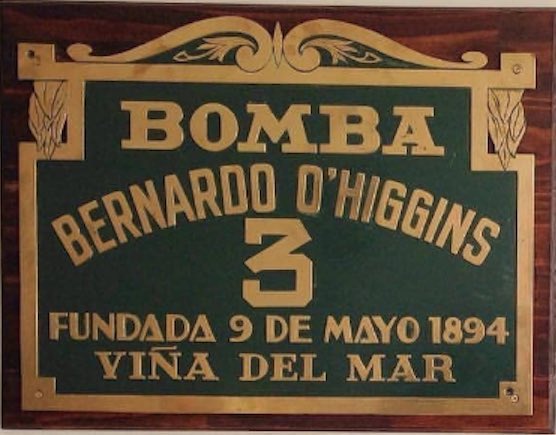 BOMBA
BERNARDO O'HIGGINS
3
FUNDADA 9 DE MAYO 1894
VIÑA DEL MAR